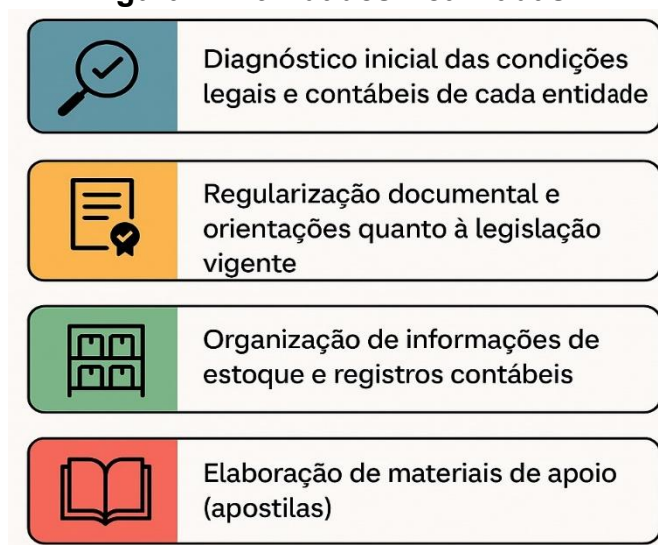 Diagnóstico inicial das condições
legais e contábeis de cada entidade
Regularização documental e
orientações quanto à legislação
vigente
Organização de informações de
estoque e registros contábeis
Elaboração de materiais de apoio
(apostilas)